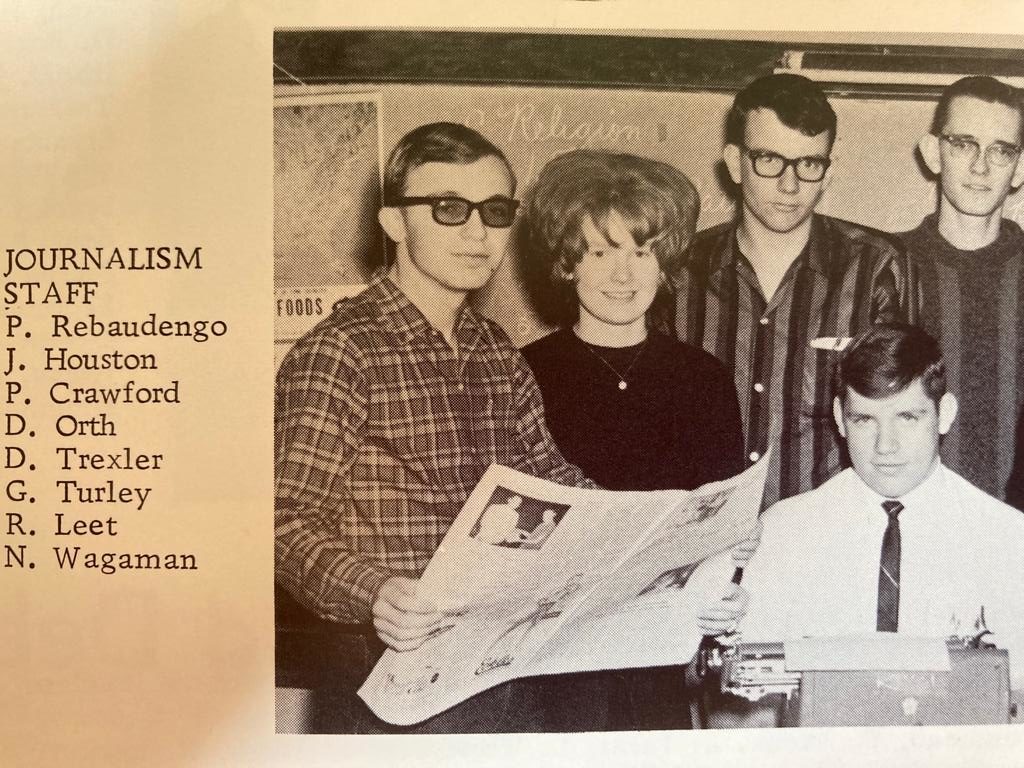 JOURNALISM
STAFF
P. Rebaudengo
J. Houston
P. Crawford
D. Orth
D. Trexler
G. Turley
R. Leet
N. Wagaman
Religion
FOODS